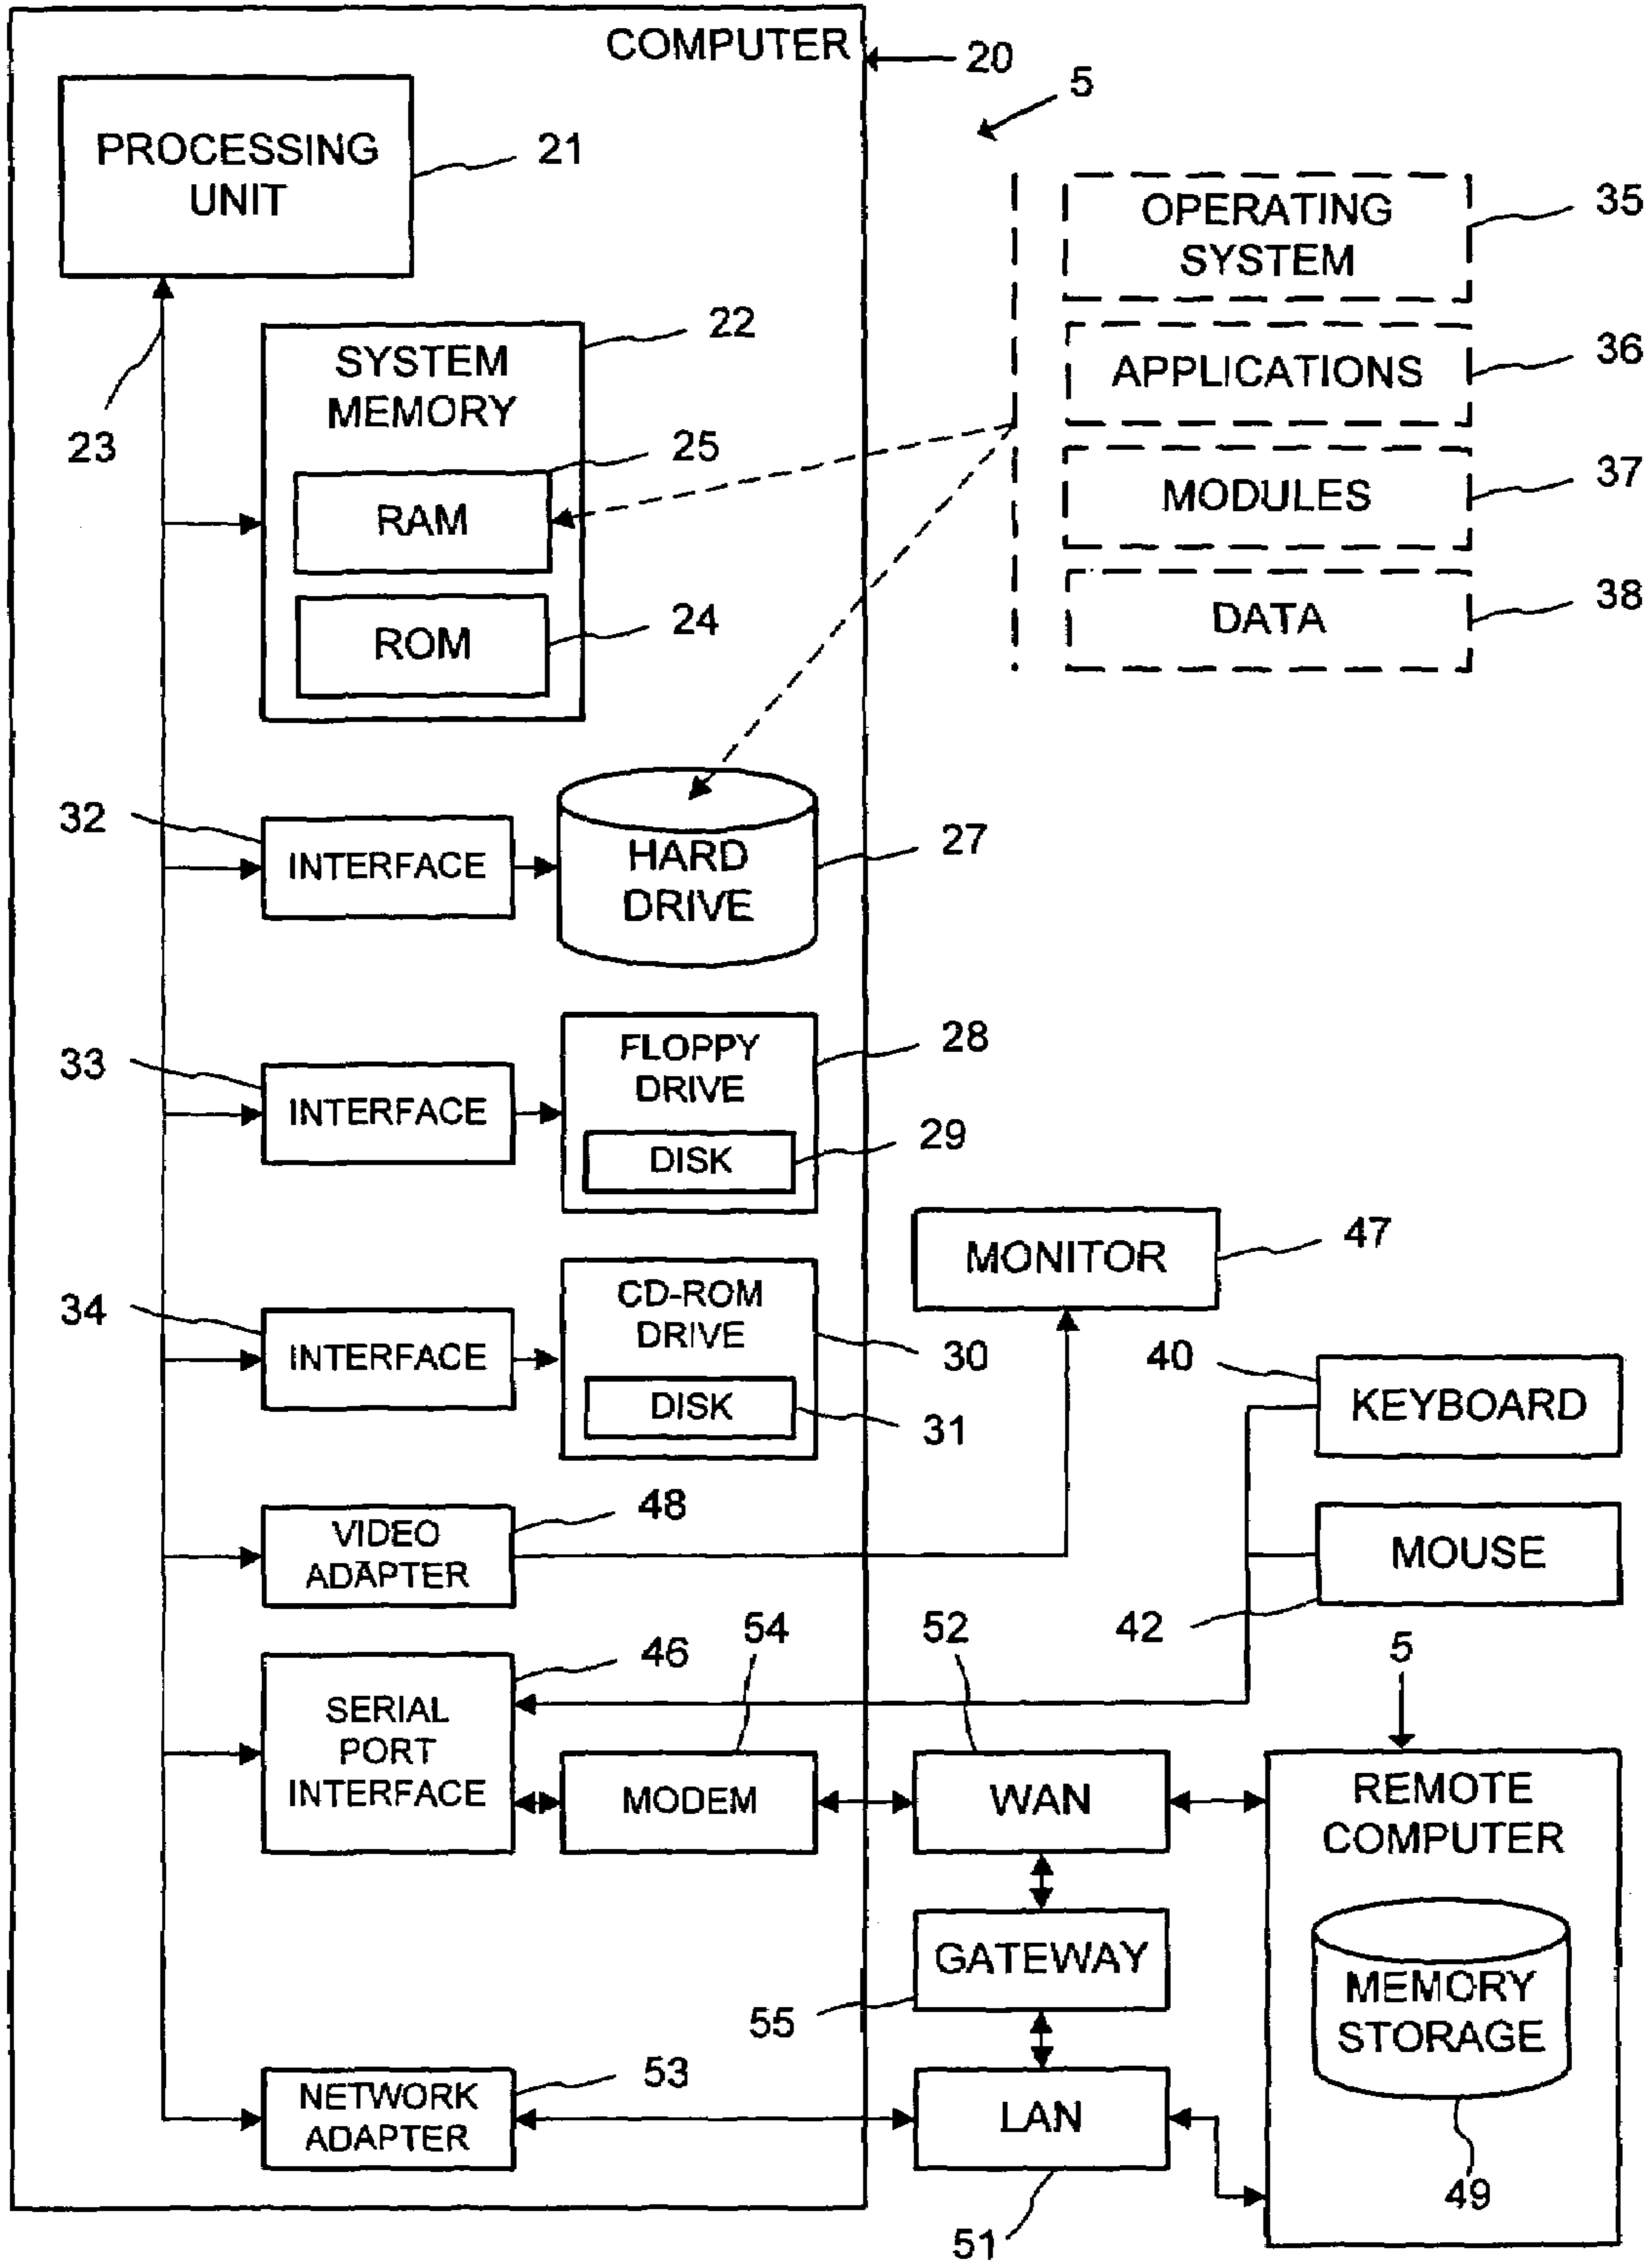 COMPUTER
20
5
PROCESSING
UNIT
21
OPERATING
SYSTEM
35
23
SYSTEM
MEMORY
22
APPLICATIONS
36
RAM
25
MODULES
37
ROM
24
DATA
38
32
INTERFACE
HARD
DRIVE
27
33
INTERFACE
FLOPPY
DRIVE
28
DISK
29
MONITOR
47
34
INTERFACE
CD-ROM
DRIVE
30
DISK
31
40
KEYBOARD
VIDEO
ADAPTER
48
MOUSE
42
46
54
52
5
SERIAL
PORT
INTERFACE
MODEM
WAN
REMOTE
COMPUTER
GATEWAY
55
MEMORY
STORAGE
49
NETWORK
ADAPTER
53
LAN
51